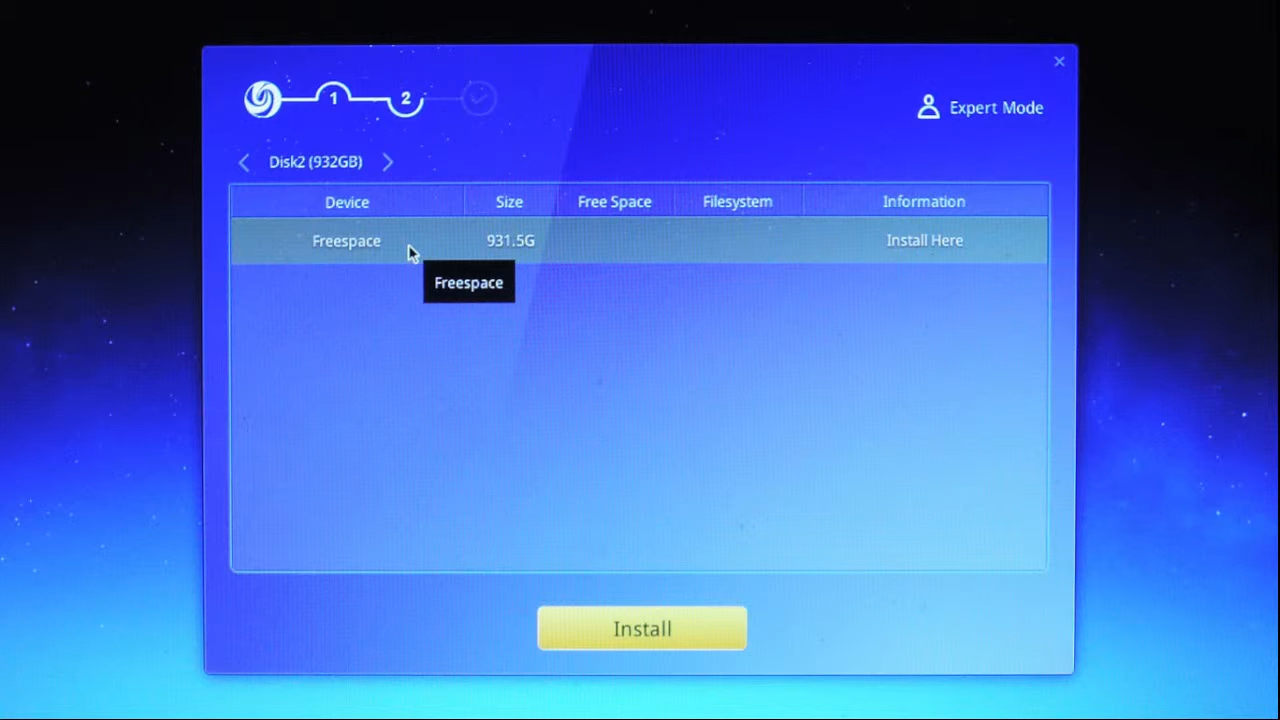 1 2
Expert Mode
Disk2 (932GB)
Device Size Free Space Filesystem Information
Freespace 931.5G Install Here
Freespace
Install